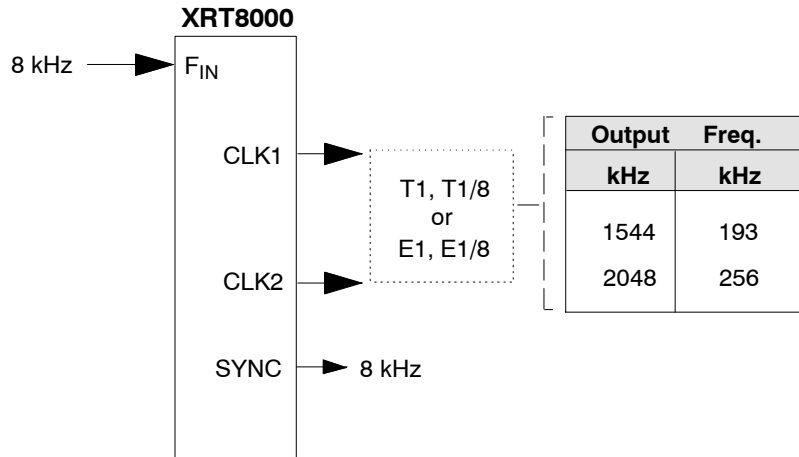 XRT8000
8 kHz
FIN
CLK1
CLK2
SYNC
8 kHz
T1, T1/8
or
E1, E1/8
Output Freq.
kHz kHz
1544 193
2048 256